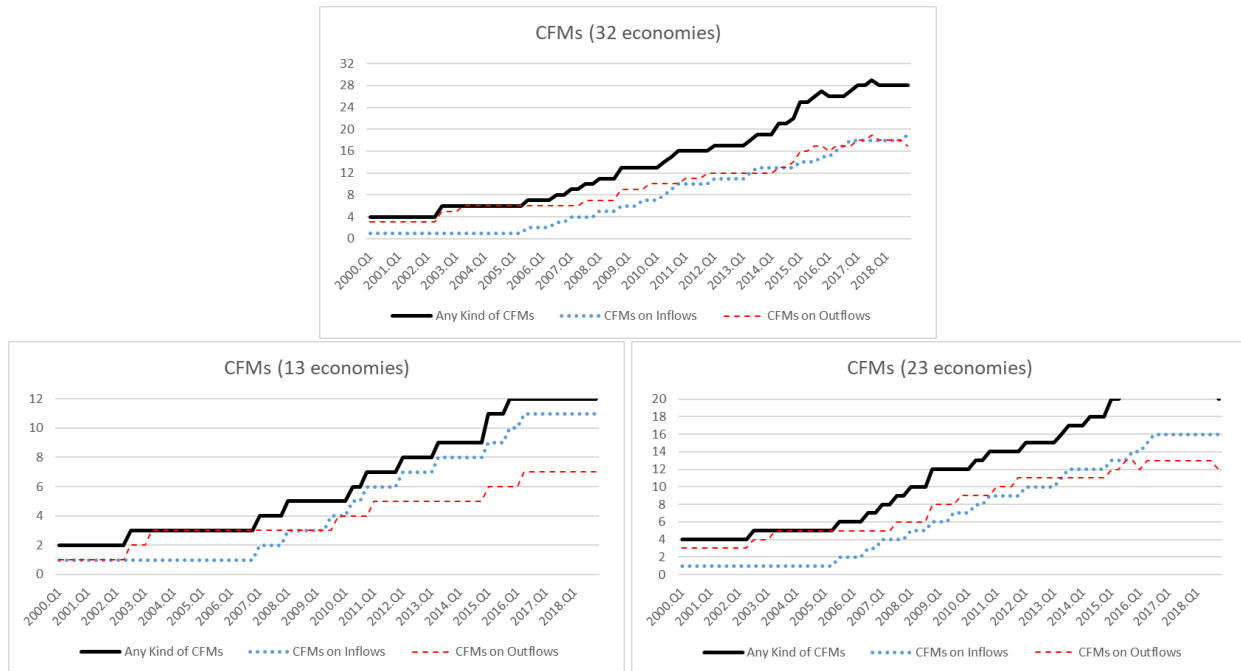 CFMs (32 economies)
32
28
24
20
16
12
8
4
0
2000.Q1
2001.Q1
2002.Q1
2003.Q1
2004.Q1
2005.Q1
2006.Q1
2007.Q1
2008.Q1
2009.Q1
2010.Q1
2011.Q1
2012.Q1
2013.Q1
2014.Q1
2015.Q1
2016.Q1
2017.Q1
2018.Q1
Any Kind of CFMs CFMs on Inflows CFMs on Outflows
CFMs (13 economies)
12
10
8
6
4
2
0
2000.Q1
2001.Q1
2002.Q1
2003.Q1
2004.Q1
2005.Q1
2006.Q1
2007.Q1
2008.Q1
2009.Q1
2010.Q1
2011.Q1
2012.Q1
2013.Q1
2014.Q1
2015.Q1
2016.Q1
2017.Q1
2018.Q1
Any Kind of CFMs CFMs on Inflows CFMs on Outflows
CFMs (23 economies)
20
18
16
14
12
10
8
6
4
2
0
2000.Q1
2001.Q1
2002.Q1
2003.Q1
2004.Q1
2005.Q1
2006.Q1
2007.Q1
2008.Q1
2009.Q1
2010.Q1
2011.Q1
2012.Q1
2013.Q1
2014.Q1
2015.Q1
2016.Q1
2017.Q1
2018.Q1
Any Kind of CFMs CFMs on Inflows CFMs on Outflows